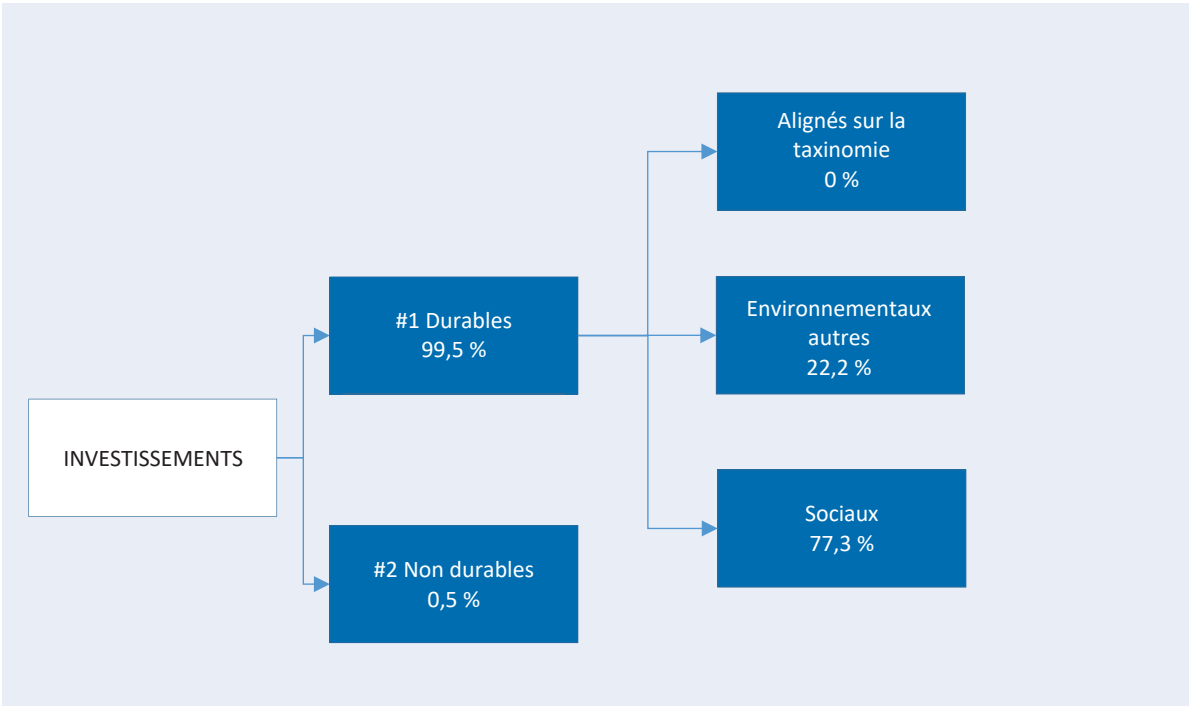 INVESTISSEMENTS
#1 Durables
99,5 %
#2 Non durables
0,5 %
Alignés sur la
taxinomie
0 %
Environnementaux
autres
22,2 %
Sociaux
77,3 %